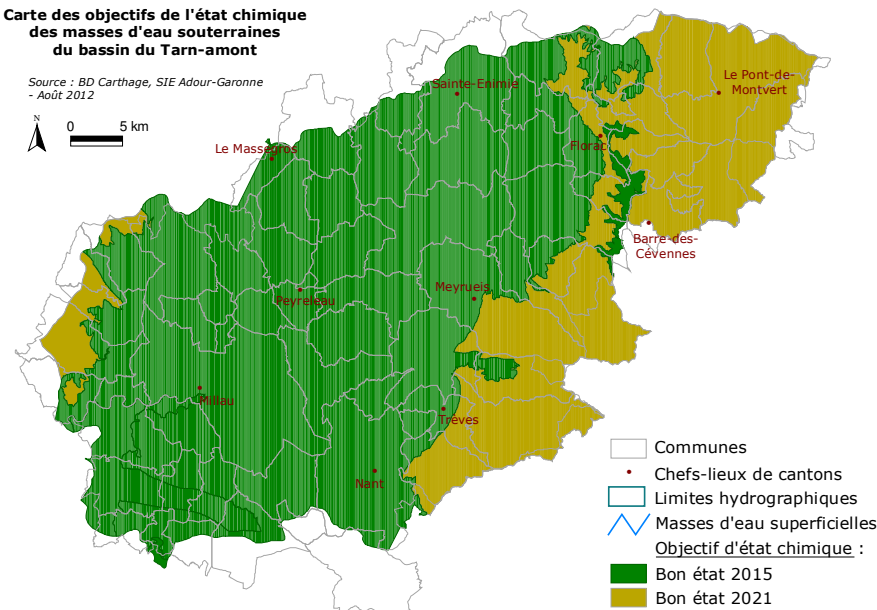 Carte des objectifs de l'état chimique
des masses d'eau souterraines
du bassin du Tarn-amont
Source : BD Carthage, SIE Adour-Garonne
- Août 2012
N
0 5 km
Sainte-Enimie
Le Pont-de-
Montvert
Le Massegros
Florac
Barre-des-
Cévennes
Peyreleau
Meyrueis
Millau
Trèves
Nant
Communes
Chefs-lieux de cantons
Limites hydrographiques
Masses d'eau superficielles
Objectif d'état chimique :
Bon état 2015
Bon état 2021